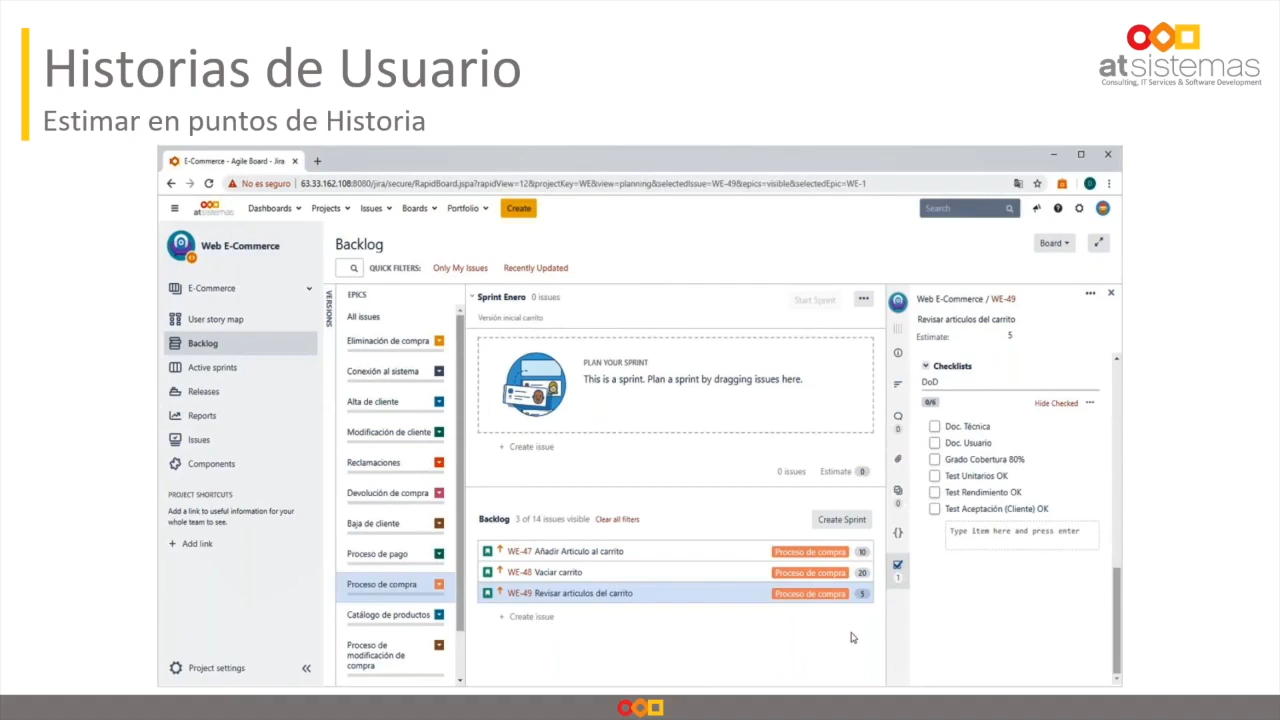 Historias de Usuario
Estimar en puntos de Historia
atsistemas
Consulting, IT Services & Software Development
E-Commerce - Agile Board - Jira
No es seguro
63.33.162.108:8080/jira/secure/RapidBoard.jspa?rapidView=12&projectKey=WE&view=planning&selectedIssue=WE-49&epics=visible&selectedEpic=WE-1
atsistemas
Dashboards
Projects
Issues
Boards
Portfolio
Create
Search
Web E-Commerce
E-Commerce
User story map
Backlog
Active sprints
Releases
Reports
Issues
Components
PROJECT SHORTCUTS
Add a link to useful information for your
whole team to see.
+ Add link
Project settings
Backlog
Board
QUICK FILTERS:
Only My Issues
Recently Updated
VERSIONS
EPICS
All issues
Eliminación de compra
Conexión al sistema
Alta de cliente
Modificación de cliente
Reclamaciones
Devolución de compra
Baja de cliente
Proceso de pago
Proceso de compra
Catálogo de productos
Proceso de
modificación de
compra
Sprint Enero 0 issues
Start Sprint
Versión inicial carrito
PLAN YOUR SPRINT
This is a sprint. Plan a sprint by dragging issues here.
+ Create issue
0 issues Estimate 0
Backlog 3 of 14 issues visible Clear all filters
Create Sprint
WE-47 Añadir Articulo al carrito Proceso de compra 10
WE-48 Vaciar carrito Proceso de compra 20
WE-49 Revisar articulos del carrito Proceso de compra 5
+ Create issue
Web E-Commerce / WE-49
Revisar articulos del carrito
Estimate: 5
Checklists
DoD
0/6
Hide Checked
Doc. Técnica
Doc. Usuario
Grado Cobertura 80%
Test Unitarios OK
Test Rendimiento OK
Test Aceptación (Cliente) OK
Type item here and press enter
0
0
1